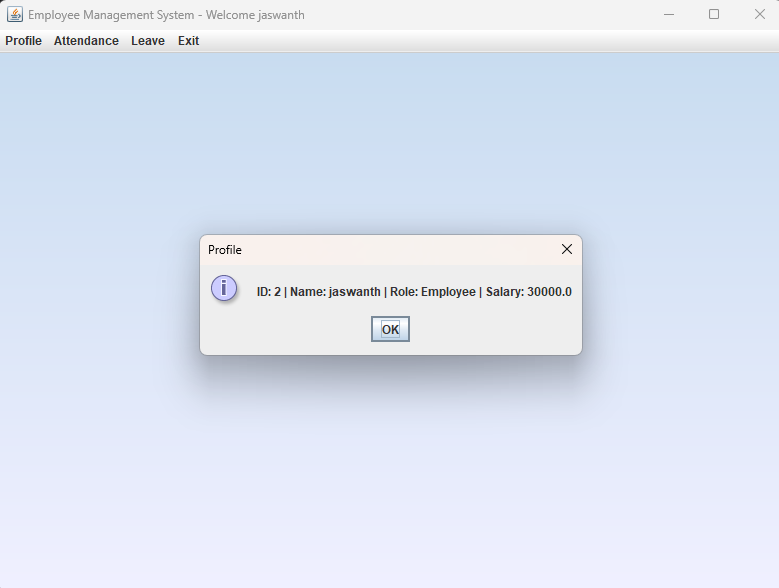 Employee Management System - Welcome jaswanth
Profile Attendance Leave Exit
Profile
i
ID: 2 | Name: jaswanth | Role: Employee | Salary: 30000.0
OK